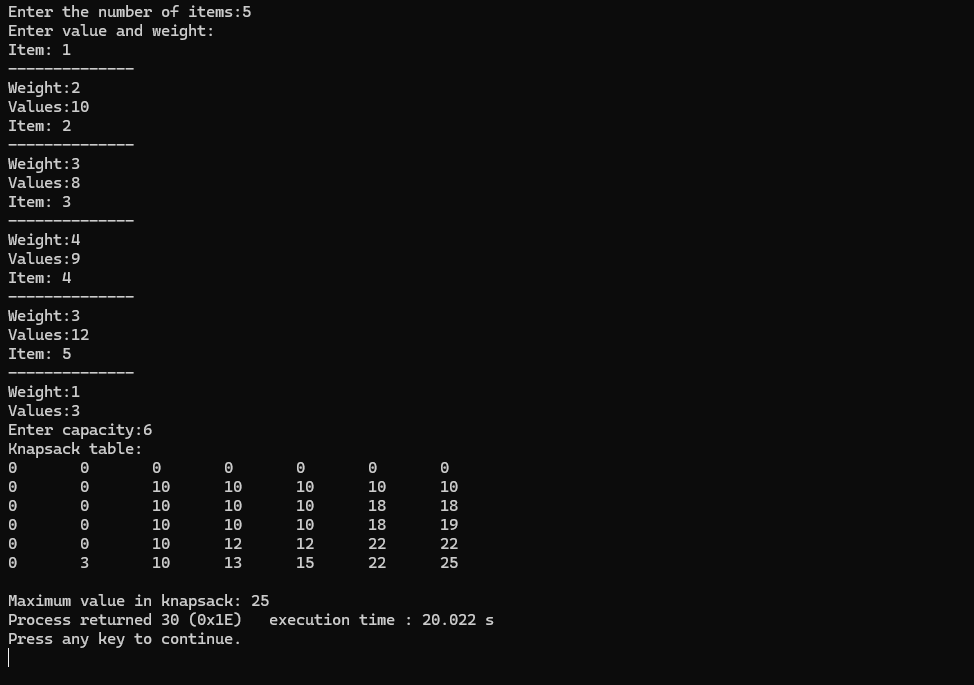 Enter the number of items:5
Enter value and weight:
Item: 1
--------------
Weight:2
Values:10
Item: 2
--------------
Weight:3
Values:8
Item: 3
--------------
Weight:4
Values:9
Item: 4
--------------
Weight:3
Values:12
Item: 5
--------------
Weight:1
Values:3
Enter capacity:6
Knapsack table:
0 0 0 0 0 0 0
0 0 10 10 10 10 10
0 0 10 10 10 18 18
0 0 10 10 10 18 19
0 0 10 12 12 22 22
0 3 10 13 15 22 25
Maximum value in knapsack: 25
Process returned 30 (0x1E)   execution time : 20.022 s
Press any key to continue.